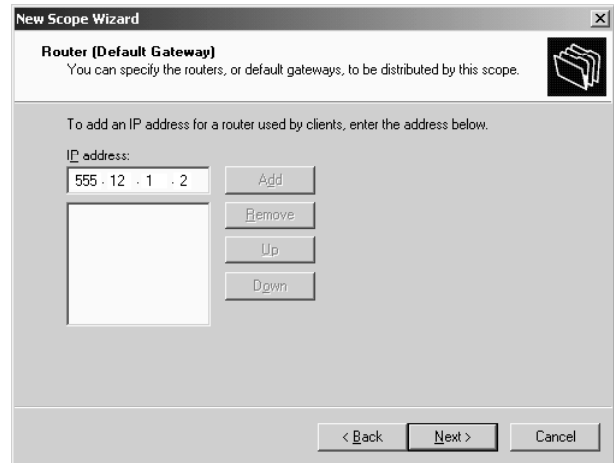 New Scope Wizard
Router (Default Gateway)
You can specify the routers, or default gateways, to be distributed by this scope.
To add an IP address for a router used by clients, enter the address below.
IP address:
555 . 12 . 1 . 2
Add
Remove
Up
Down
< Back
Next >
Cancel